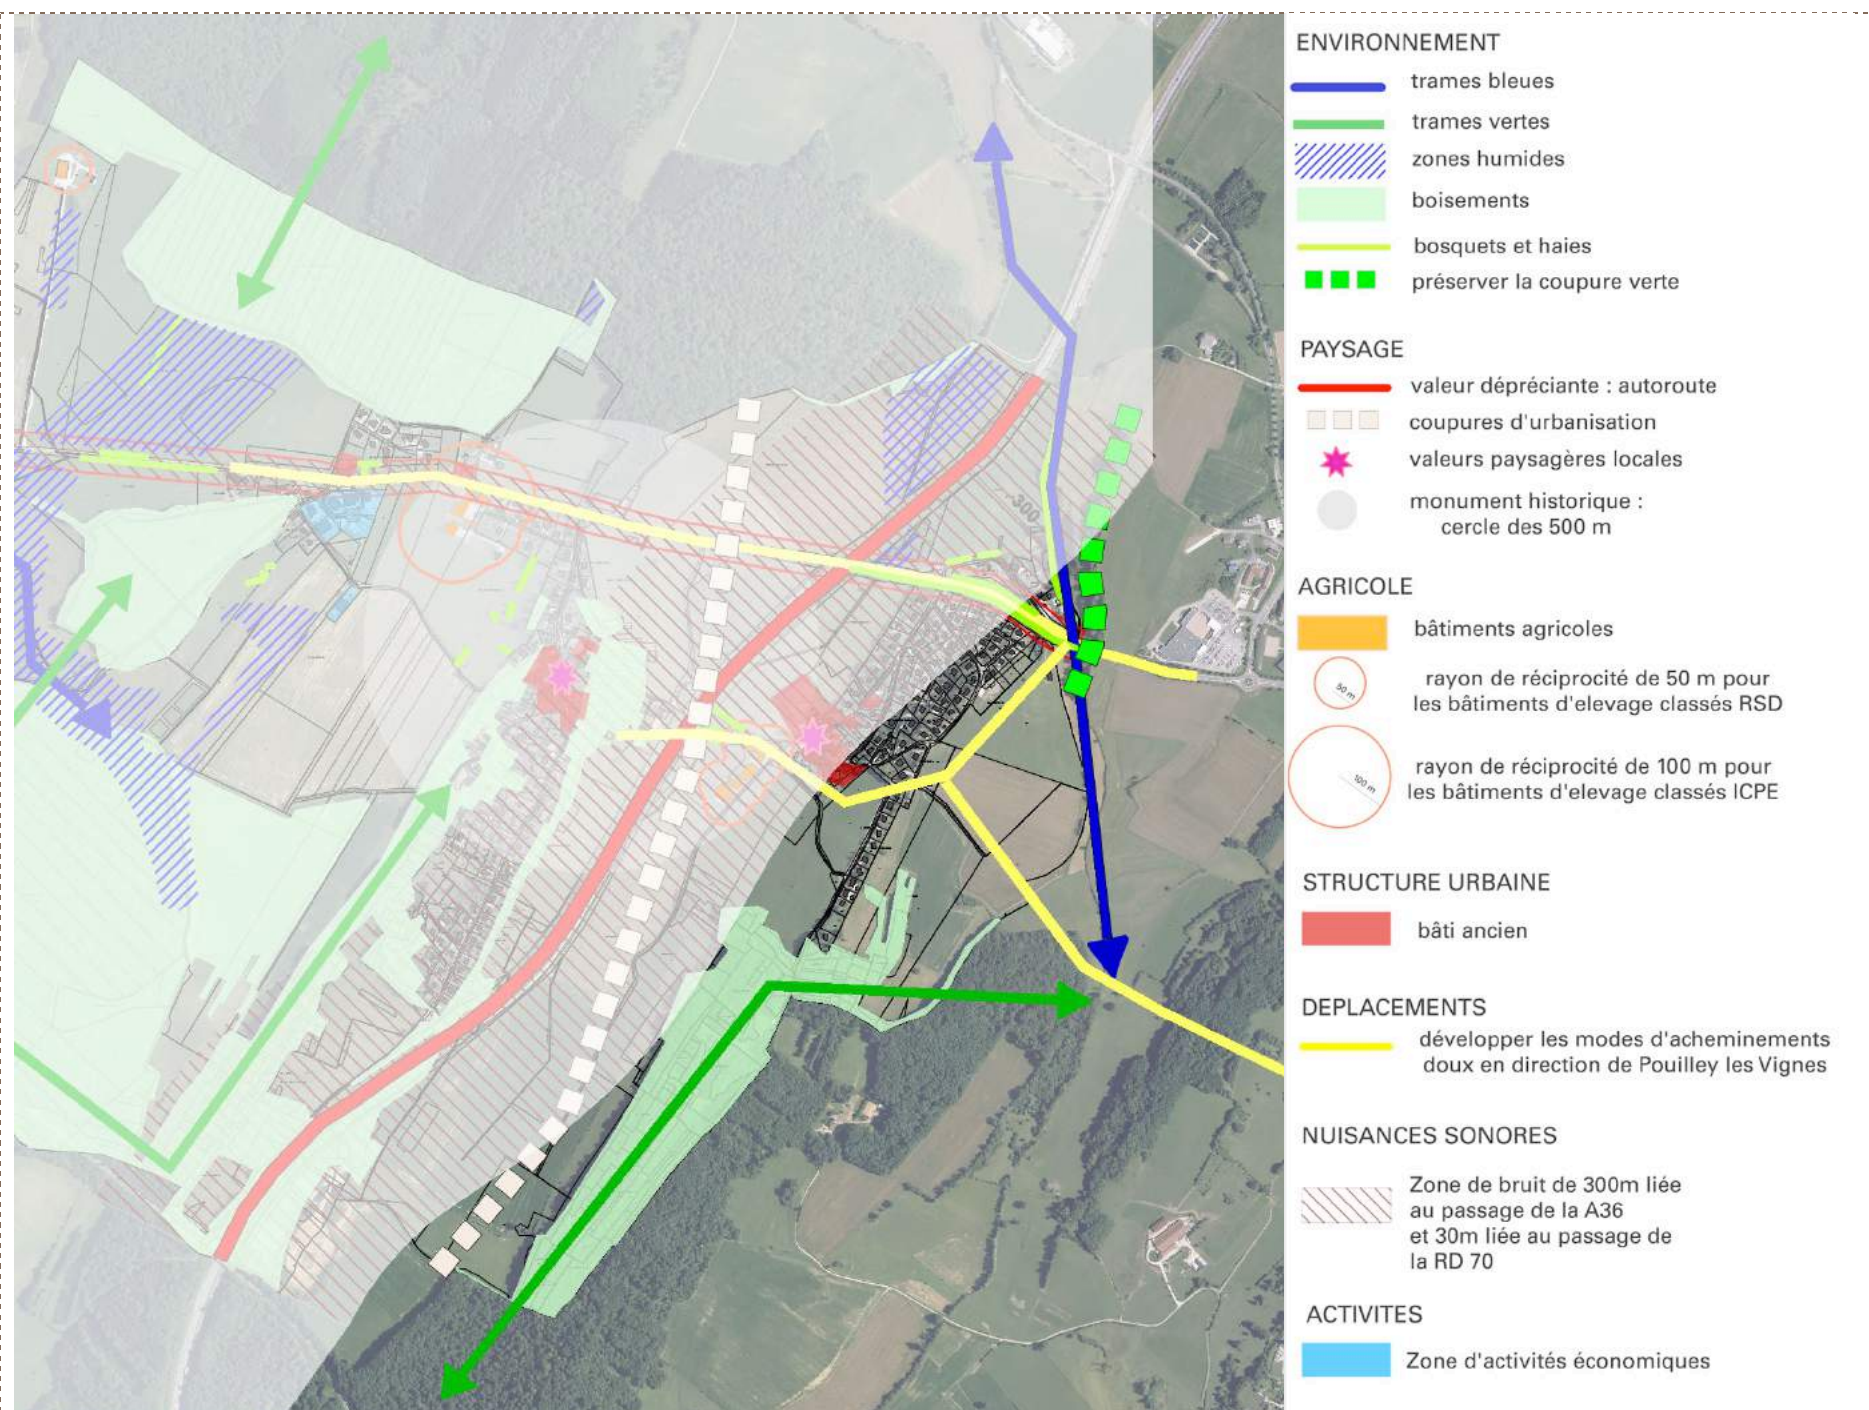 ENVIRONNEMENT
trames bleues
trames vertes
zones humides
boisements
bosquets et haies
préserver la coupure verte
PAYSAGE
valeur dépréciante : autoroute
coupures d'urbanisation
valeurs paysagères locales
monument historique :
cercle des 500 m
AGRICOLE
bâtiments agricoles
50 m
rayon de réciprocité de 50 m pour
les bâtiments d'elevage classés RSD
100 m
rayon de réciprocité de 100 m pour
les bâtiments d'elevage classés ICPE
STRUCTURE URBAINE
bâti ancien
DEPLACEMENTS
développer les modes d'acheminements
doux en direction de Pouilley les Vignes
NUISANCES SONORES
Zone de bruit de 300m liée
au passage de la A36
et 30m liée au passage de
la RD 70
ACTIVITES
Zone d'activités économiques